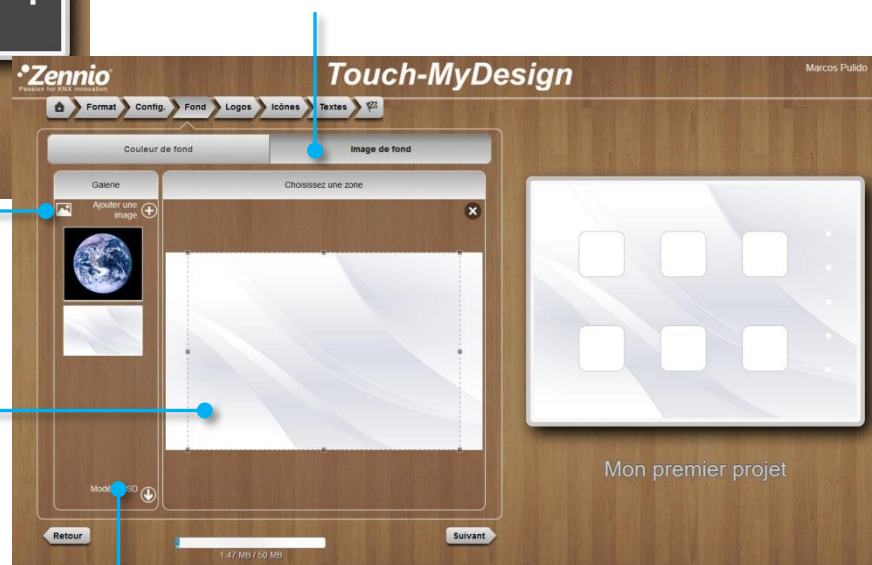 Zennio
Passion for KNX innovation
Touch-MyDesign
Marcos Pulido
Format
Config.
Fond
Logos
Icônes
Textes
Couleur de fond
Image de fond
Galerie
Choisissez une zone
Ajouter une
image
SD
Mon premier projet
Retour
1.47 MB / 50 MB
Suivant